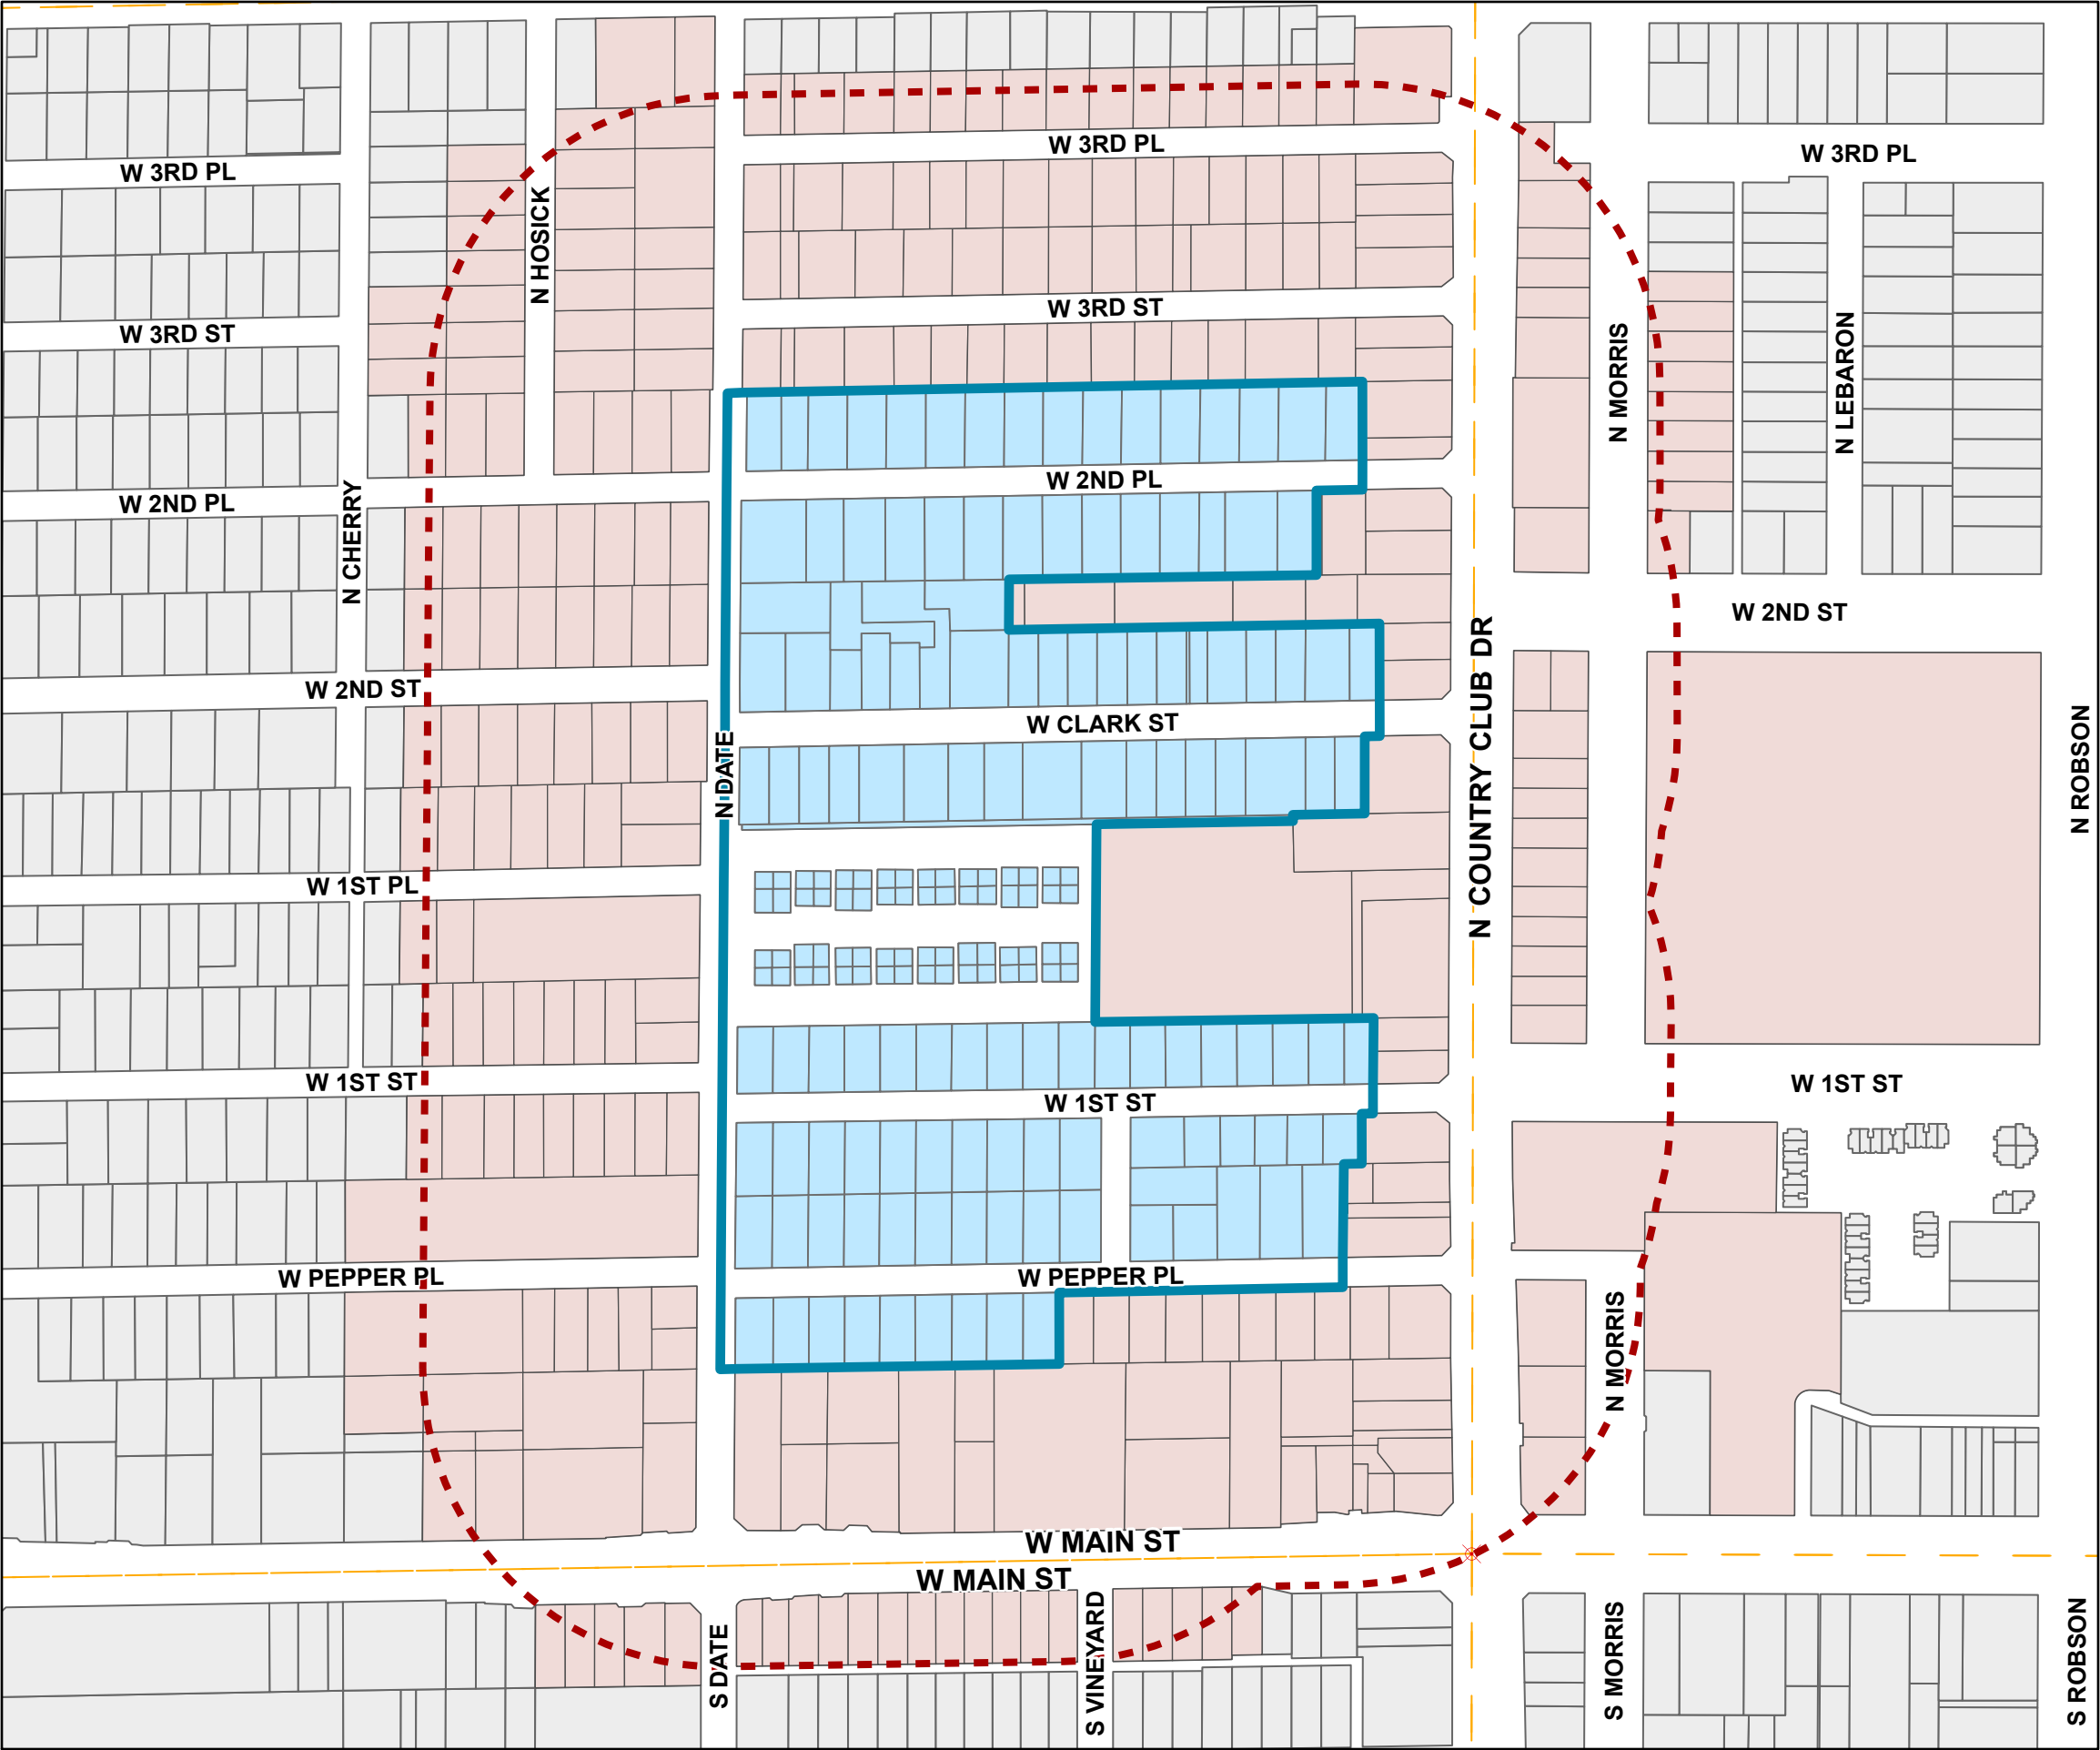 W 3RD PL
W 3RD PL
W 3RD PL
N HOSICK
W 3RD ST
W 3RD ST
N MORRIS
N LEBARON
W 2ND PL
W 2ND PL
N CHERRY
W 2ND ST
W 2ND ST
W CLARK ST
N DATE
N COUNTRY CLUB DR
N ROBSON
W 1ST PL
W 1ST ST
W 1ST ST
W 1ST ST
W PEPPER PL
W PEPPER PL
N MORRIS
W MAIN ST
W MAIN ST
S DATE
S VINEYARD
S MORRIS
S ROBSON